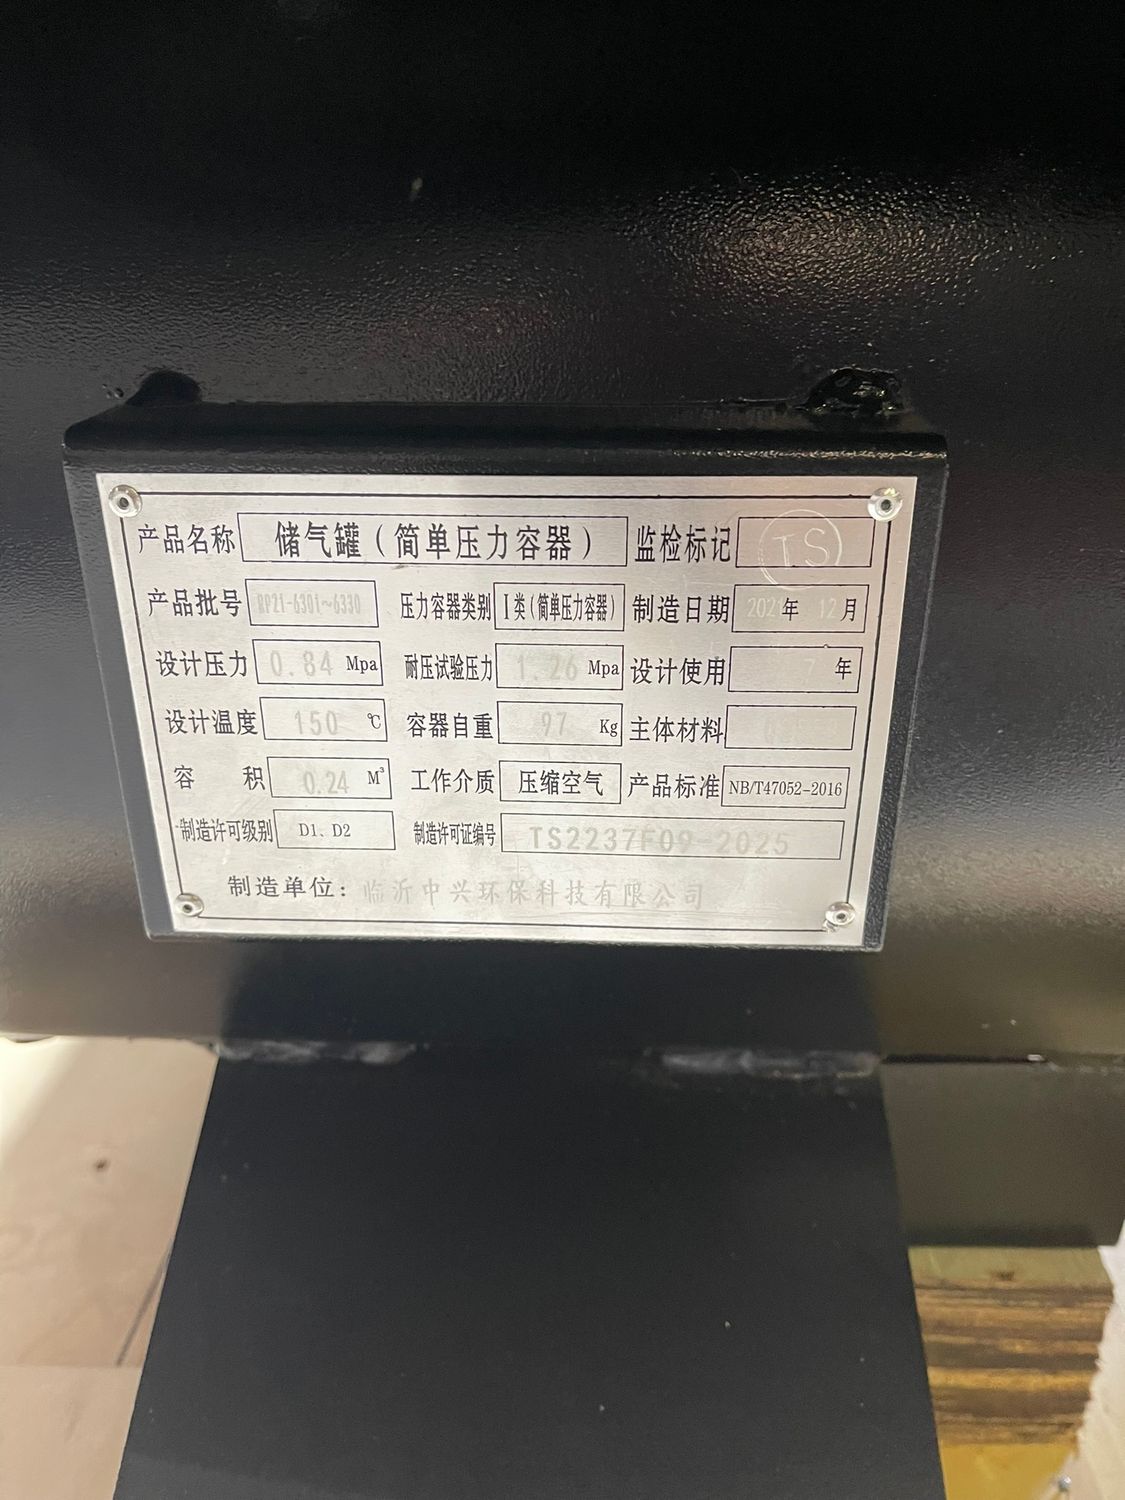 产品名称 储气罐（简单压力容器） 监检标记 TS
产品批号 RP21-6301~6330 压力容器类别 I类(简单压力容器) 制造日期 2021年 12月
设计压力 0.84 Mpa 耐压试验压力 1.26 Mpa 设计使用 7 年
设计温度 150 ℃ 容器自重 97 Kg 主体材料
容 积 0.24 M³ 工作介质 压缩空气 产品标准 NB/T47052-2016
制造许可级别 D1、D2 制造许可证编号 TS2237F09-2025
制造单位：临沂中兴环保科技有限公司